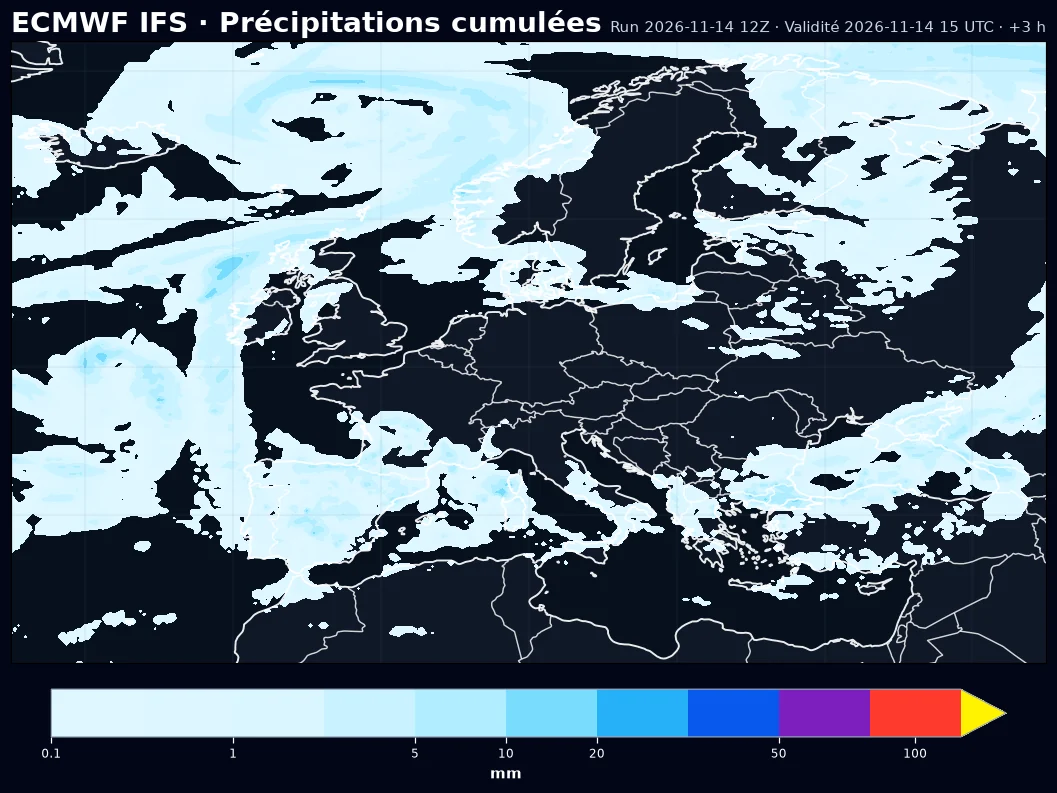 ECMWF IFS · Précipitations cumulées Run 2026-11-14 12Z · Validité 2026-11-14 15 UTC · +3 h
0.1 1 5 10 20 50 100
mm